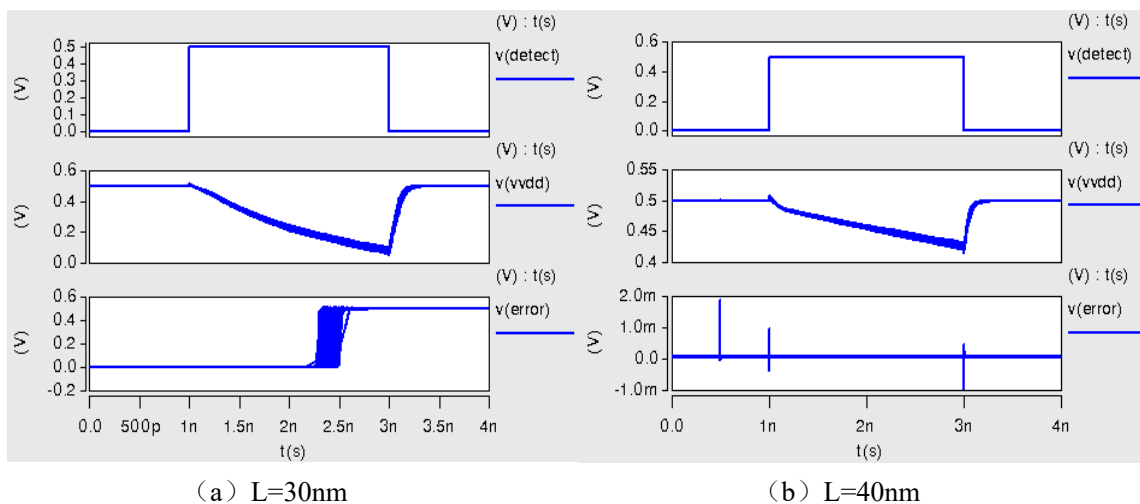 (V) : t(s)
v(detect)
(V)
0.5
0.4
0.3
0.2
0.1
0.0
(V) : t(s)
v(vvdd)
(V)
0.6
0.4
0.2
0.0
(V) : t(s)
v(error)
(V)
0.6
0.4
0.2
0.0
-0.2
0.0 500p 1n 1.5n 2n 2.5n 3n 3.5n 4n
t(s)
(a) L=30nm
(V) : t(s)
v(detect)
(V)
0.6
0.4
0.2
0.0
(V) : t(s)
v(vvdd)
(V)
0.55
0.5
0.45
0.4
(V) : t(s)
v(error)
(V)
2.0m
1.0m
0.0
-1.0m
0.0 1n 2n 3n 4n
t(s)
(b) L=40nm